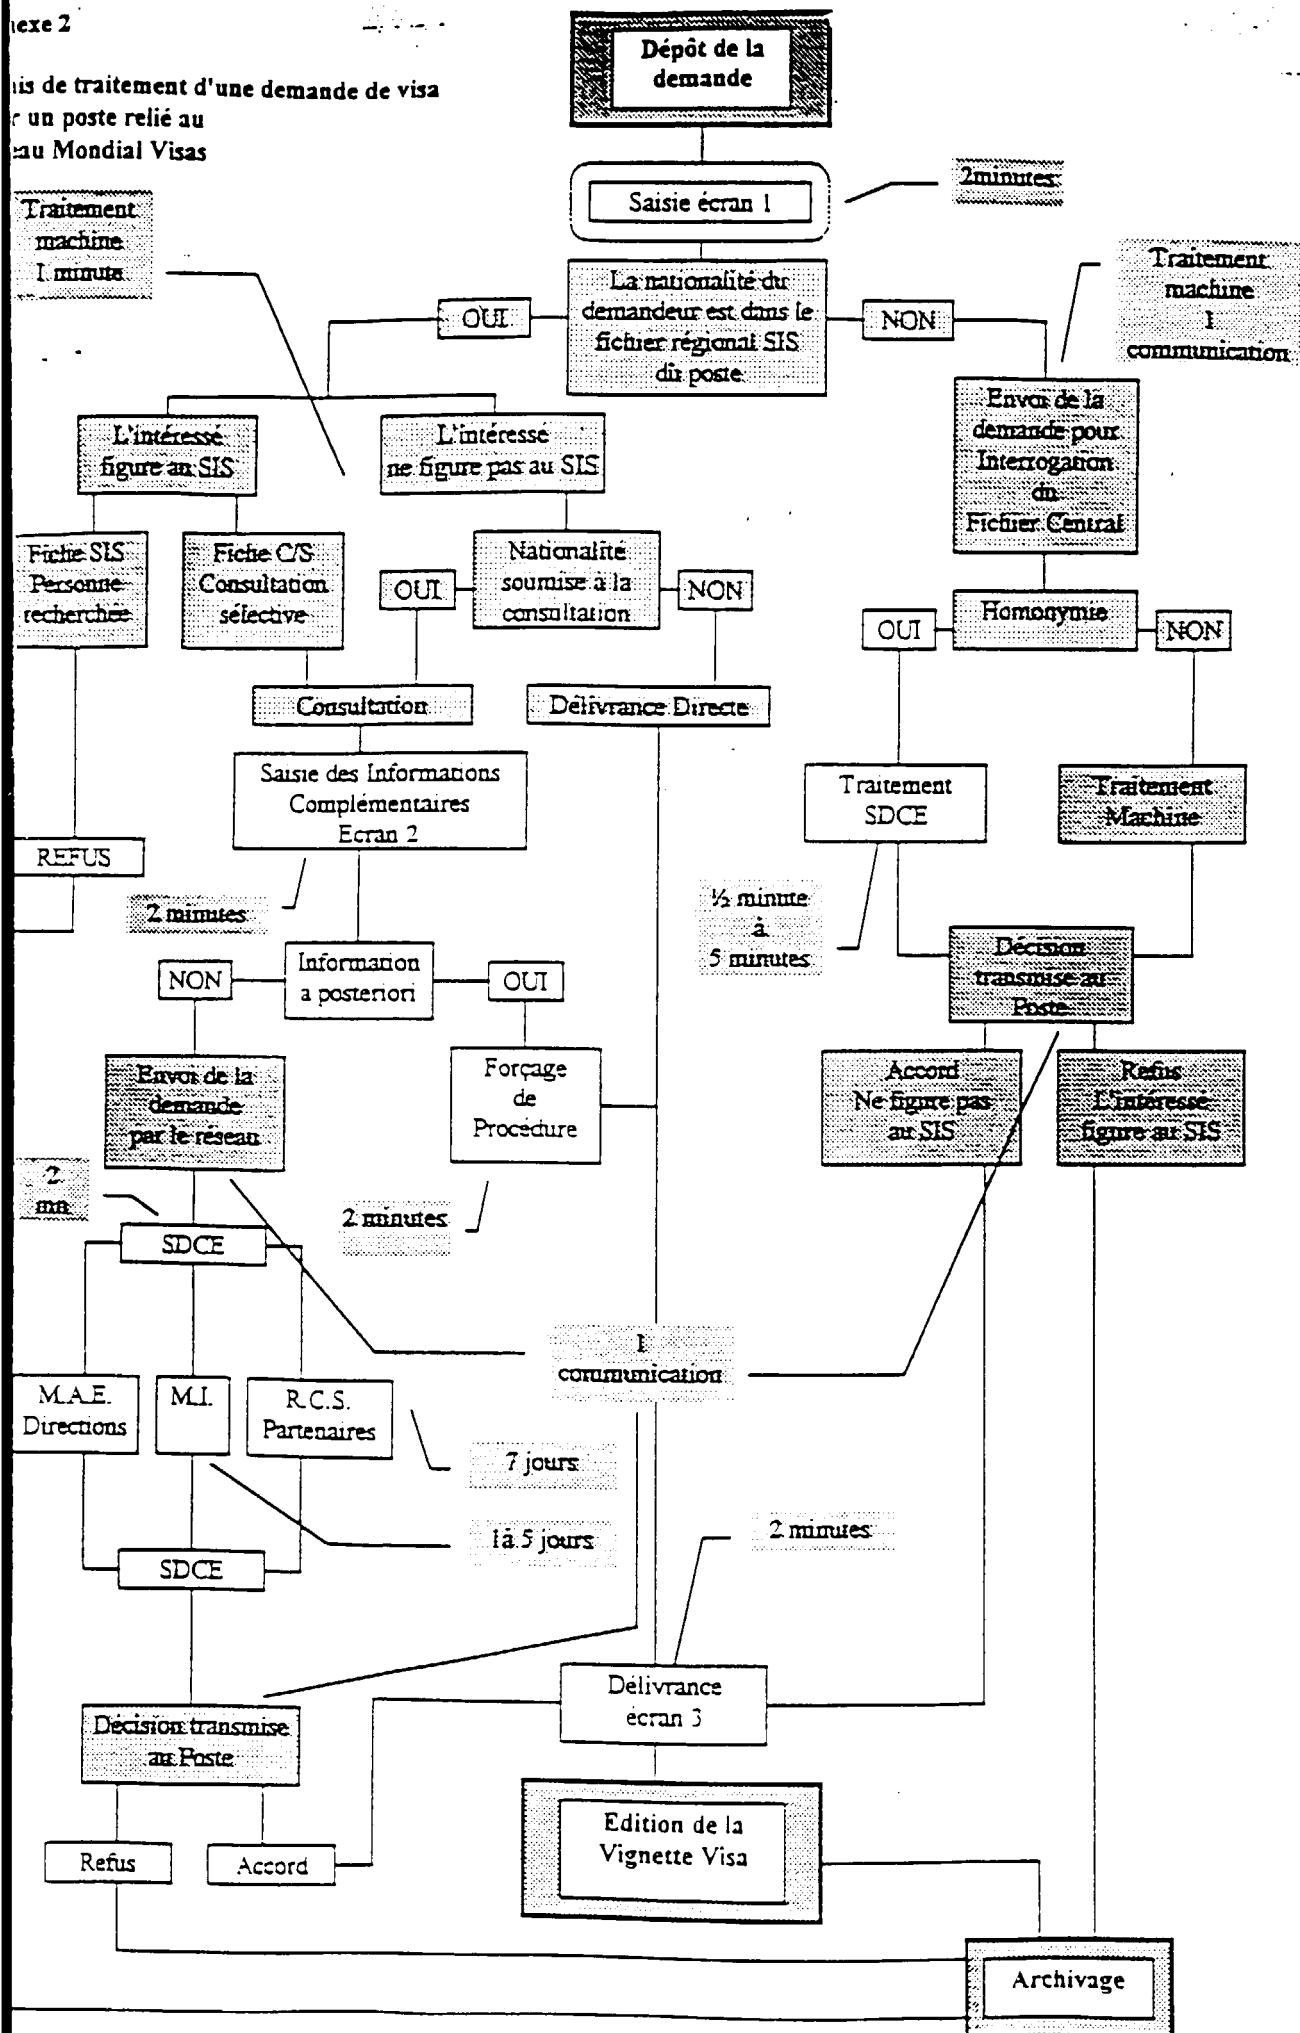 exe 2
is de traitement d'une demande de visa
r un poste relié au
eau Mondial Visas
Dépôt de la
demande
Saisie écran 1
2minutes
Traitement
machine
1 minute
La nationalité du
demandeur est dans le
fichier régional SIS
du poste
OUI
NON
Traitement
machine
1
communication
L'intéressé
figure au SIS
L'intéressé
ne figure pas au SIS
Envoi de la
demande pour
Interrogation
du
Fichier Central
Fiche SIS
Personne
recherchée
Fiche C/S
Consultation
sélective
OUI
Nationalité
soumise à la
consultation
NON
OUI
Homonymie
NON
Consultation
Délivrance Directe
Saisie des Informations
Complémentaires
Ecran 2
Traitement
SDCE
Traitement
Machine
REFUS
2 minutes
½ minute
à
5 minutes
NON
Information
a posteriori
OUI
Décision
transmise au
Poste
Envoi de la
demande
par le réseau
Forçage
de
Procédure
Accord
Ne figure pas
au SIS
Refus
L'intéressé
figure au SIS
2
mn
2 minutes
SDCE
1
communication
M.A.E.
Directions
M.I.
R.C.S.
Partenaires
7 jours
1à 5 jours
2 minutes
SDCE
Délivrance
écran 3
Décision transmise
au Poste
Edition de la
Vignette Visa
Refus
Accord
Archivage